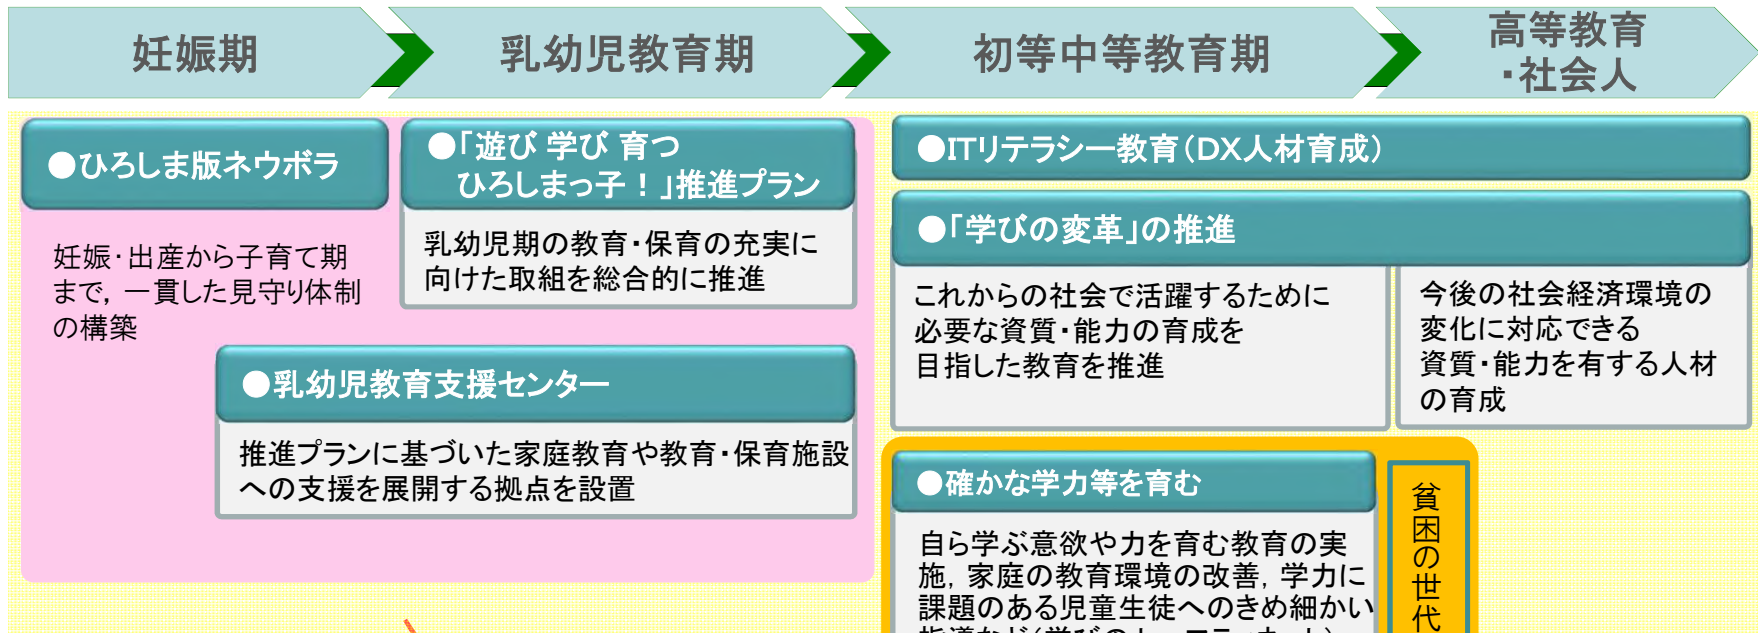 妊娠期
乳幼児教育期
初等中等教育期
高等教育
・社会人
●ひろしま版ネウボラ
妊娠・出産から子育て期
まで，一貫した見守り体制
の構築
●「遊び 学び 育つ
ひろしまっ子！」推進プラン
乳幼児期の教育・保育の充実に
向けた取組を総合的に推進
●乳幼児教育支援センター
推進プランに基づいた家庭教育や教育・保育施設
への支援を展開する拠点を設置
●ITリテラシー教育（DX人材育成）
●「学びの変革」の推進
これからの社会で活躍するために
必要な資質・能力の育成を
目指した教育を推進
今後の社会経済環境の
変化に対応できる
資質・能力を有する人材
の育成
●確かな学力等を育む
自ら学ぶ意欲や力を育む教育の実
施，家庭の教育環境の改善，学力に
課題のある児童生徒へのきめ細かい
指導など（学びのセーフティネット）
貧困の世代